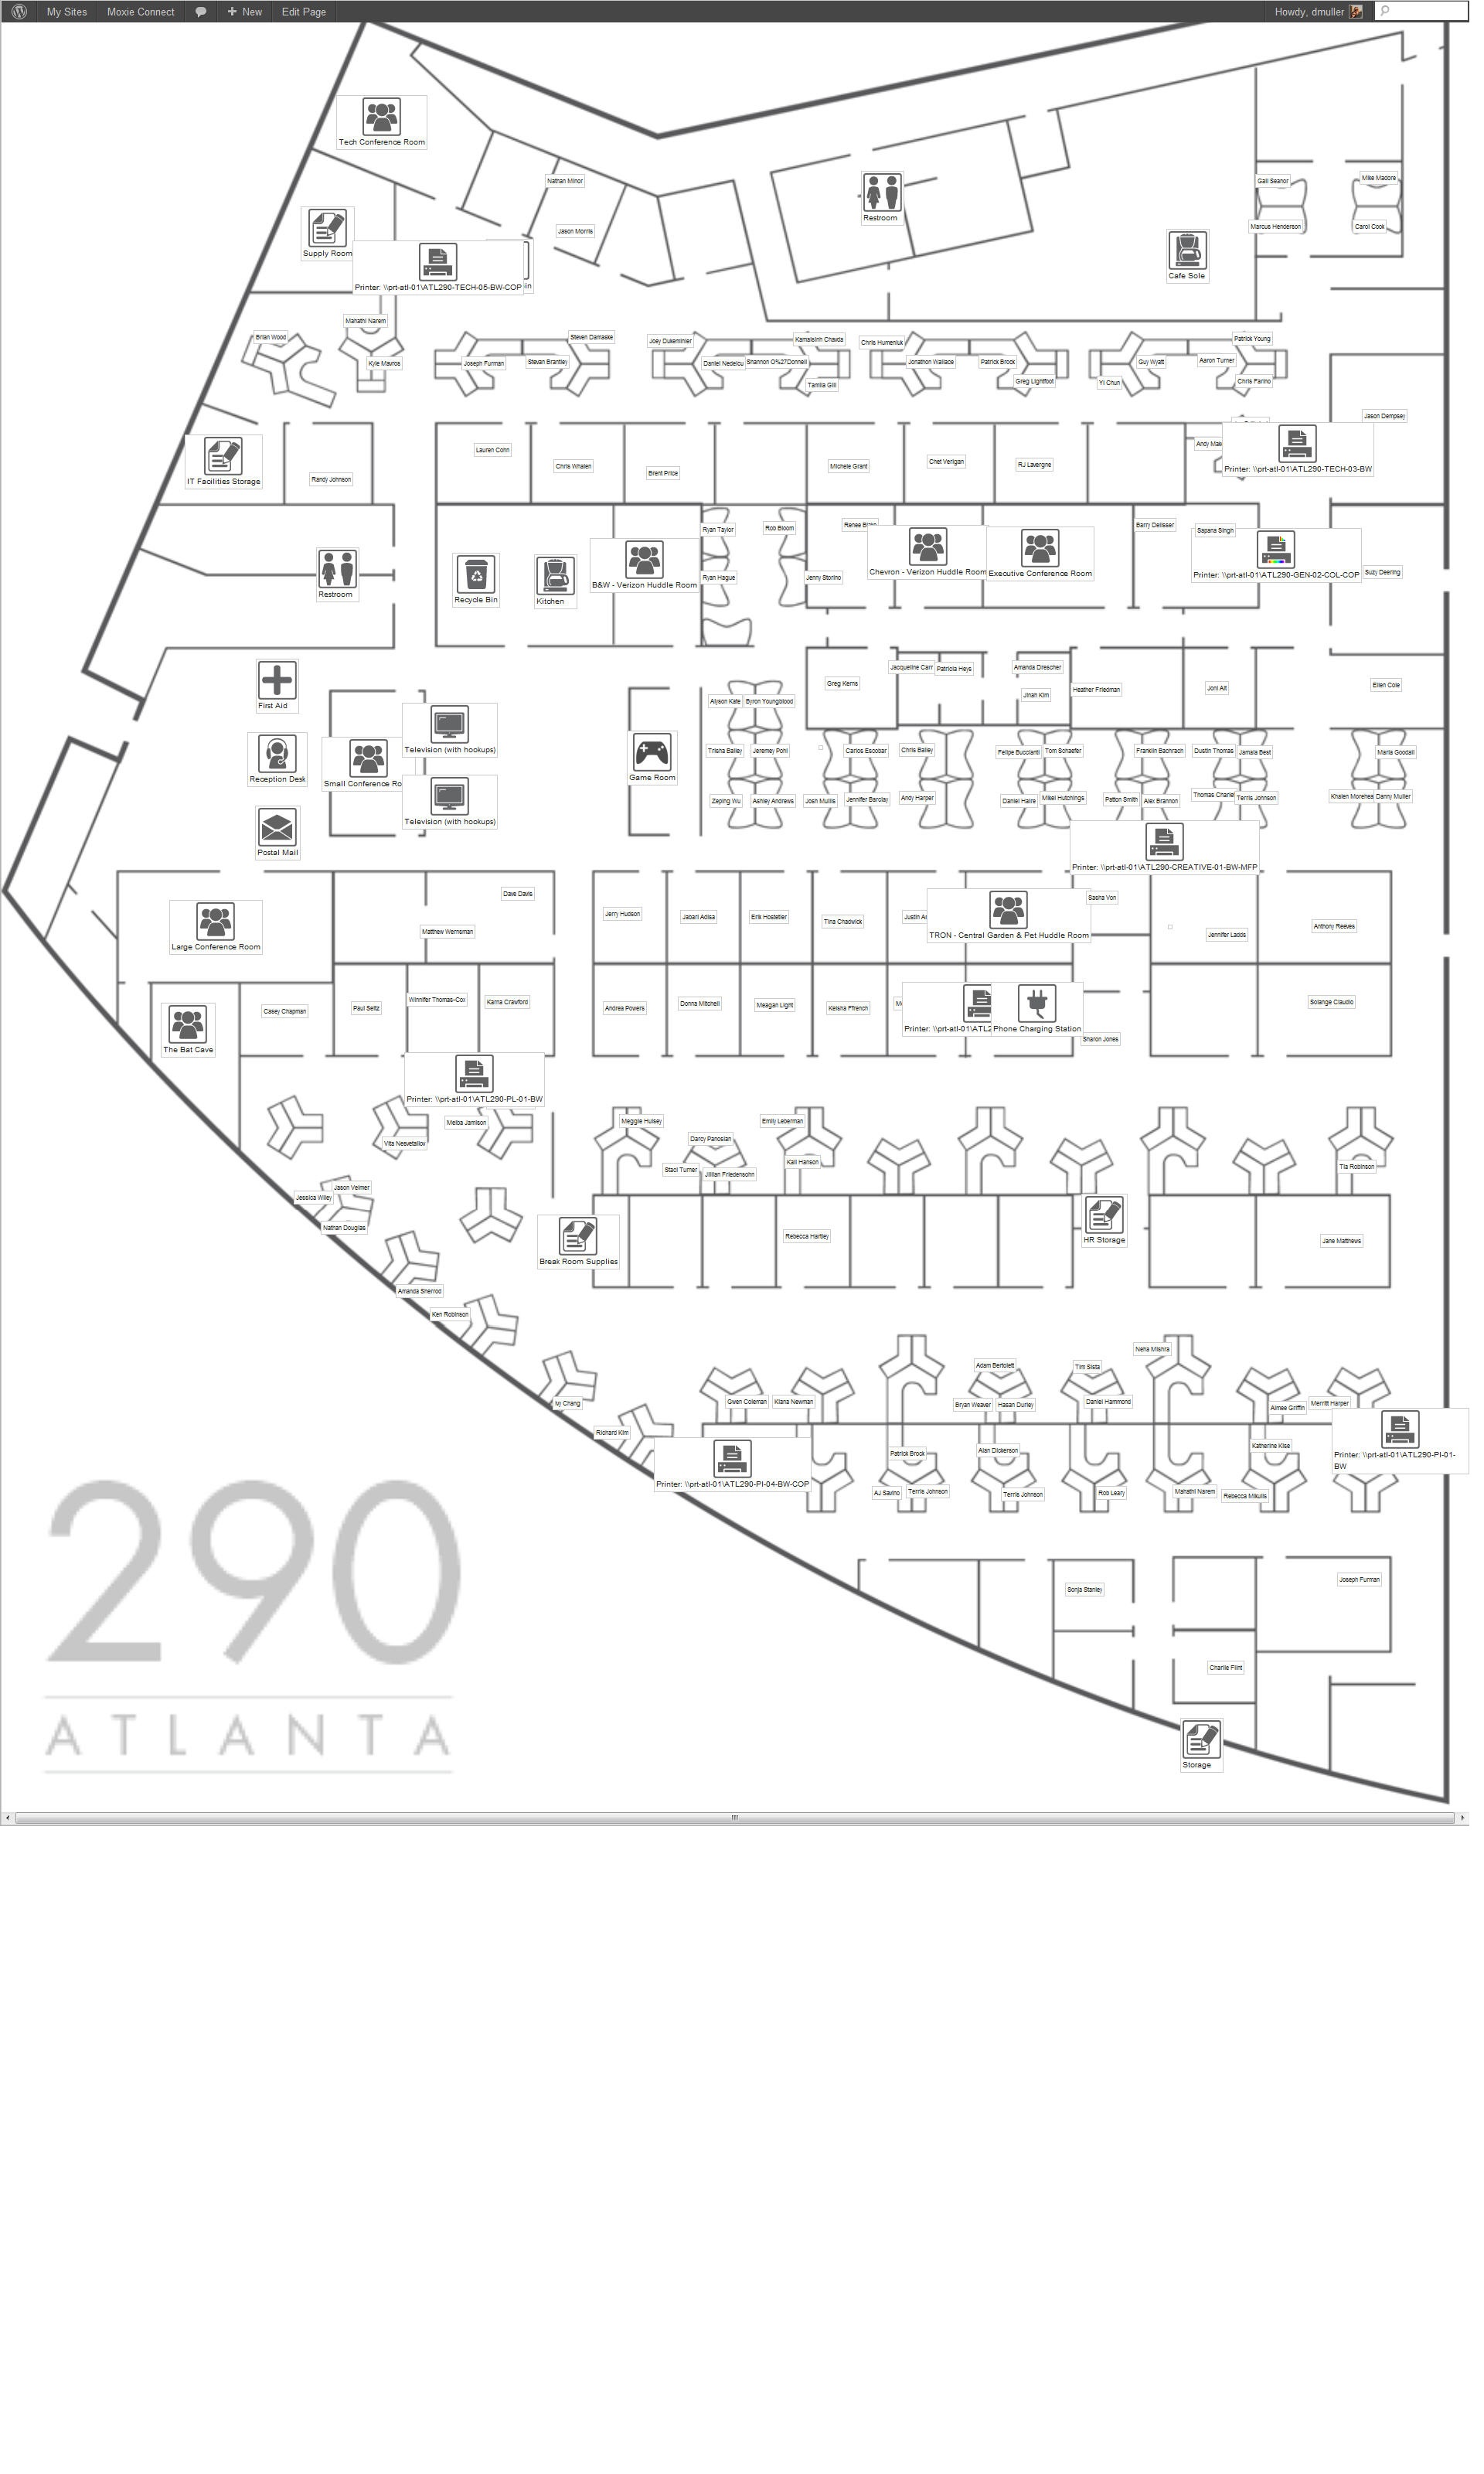 My Sites
Moxie Connect
New
Edit Page
Howdy, dmuller
Tech Conference Room
Nathan Minor
Jason Morris
Restroom
Gail Seanor
Mike Madore
Marcus Henderson
Carol Cook
Supply Room
Cafe Sole
Printer: \\prt-atl-01\ATL290-TECH-05-BW-COP
Manathi Narem
Brian Wood
Kyle Mavros
Joseph Furman
Stevan Brantley
Steven Damaske
Joey Dukeminier
Daniel Nedelcu
Shannon O%27Donnell
Kamalsinh Chavda
Tamilia Gill
Chris Humeniuk
Jonathon Wallace
Patrick Brock
Greg Lightfoot
Yi Chun
Guy Wyatt
Aaron Turner
Patrick Young
Chris Farino
Jason Dempsey
IT Facilities Storage
Randy Johnson
Lauren Cohn
Chris Whalen
Brent Price
Michele Grant
Chet Verigan
RJ Lavergne
Printer: \\prt-atl-01\ATL290-TECH-03-BW
Restroom
Recycle Bin
Kitchen
B&W - Verizon Huddle Room
Ryan Taylor
Rob Bloom
Ryan Hague
Jenny Storino
Chevron - Verizon Huddle Room
Executive Conference Room
Barry Delisser
Sapana Singh
Printer: \\prt-atl-01\ATL290-GEN-02-COL-COP
Suzy Deering
First Aid
Greg Kerns
Jacqueline Carr
Patricia Heys
Amanda Drescher
Jinah Kim
Heather Friedman
Joni Alt
Ellen Cole
Alyson Kate
Byron Youngblood
Reception Desk
Small Conference Ro
Television (with hookups)
Television (with hookups)
Game Room
Trisha Bailey
Jeremey Pohl
Carlos Escobar
Chris Bailey
Felipe Buccianti
Tom Schaefer
Franklin Bachrach
Dustin Thomas
Jamala Best
Maria Goodall
Zeping Wu
Ashley Andrews
Josh Mullis
Jennifer Barclay
Andy Harper
Daniel Haire
Mikel Hutchings
Patton Smith
Alex Brannon
Thomas Charle
Terris Johnson
Khalen Morehea
Danny Muller
Postal Mail
Printer: \\prt-atl-01\ATL290-CREATIVE-01-BW-MFP
Large Conference Room
Dave Davis
Matthew Wernsman
Jerry Hudson
Jabari Adisa
Erik Hostetler
Tina Chadwick
TRON - Central Garden & Pet Huddle Room
Sasha Von
Jennifer Ladds
Anthony Reeves
The Bat Cave
Casey Chapman
Paul Seitz
Winnifer Thomas-Cox
Karna Crawford
Andrea Powers
Donna Mitchell
Meagan Light
Keisha Ffrench
Printer: \\prt-atl-01\ATL2
Phone Charging Station
Sharon Jones
Solange Claudio
Printer: \\prt-atl-01\ATL290-PL-01-BW
Melba Jamison
Vita Nesvetailov
Meggie Hulsey
Darcy Panosian
Emily Leberman
Staci Turner
Jillian Friedensohn
Kaili Hanson
Tia Robinson
Jason Velmer
Jessica Wiley
Nathan Douglas
Break Room Supplies
Rebecca Hartley
HR Storage
Jane Matthews
Amanda Sherrod
Ken Robinson
Neha Mishra
Ivy Chang
Gwen Coleman
Kiana Newman
Adam Bertolett
Bryan Weaver
Hasan Durley
Tim Sista
Daniel Hammond
Aimee Griffin
Merritt Harper
Richard Kim
Printer: \\prt-atl-01\ATL290-PI-04-BW-COP
Patrick Brock
Alan Dickerson
Katherine Kise
Printer: \\prt-atl-01\ATL290-PI-01-
BW
AJ Savino
Terris Johnson
Terris Johnson
Rob Leary
Mahathi Narem
Rebecca Mikulis
290
ATLANTA
Sonja Stanley
Joseph Furman
Charlie Flint
Storage